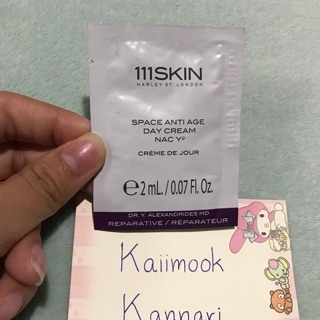 111SKIN
HARLEY ST. LONDON
SPACE ANTI AGE
DAY CREAM
NAC Y²
CRÈME DE JOUR
℮2 mL/ 0.07 Fl. Oz.
DR. Y. ALEXANDRIDES MD
REPARATIVE / RÉPARATEUR
Kaiimook
Kannari